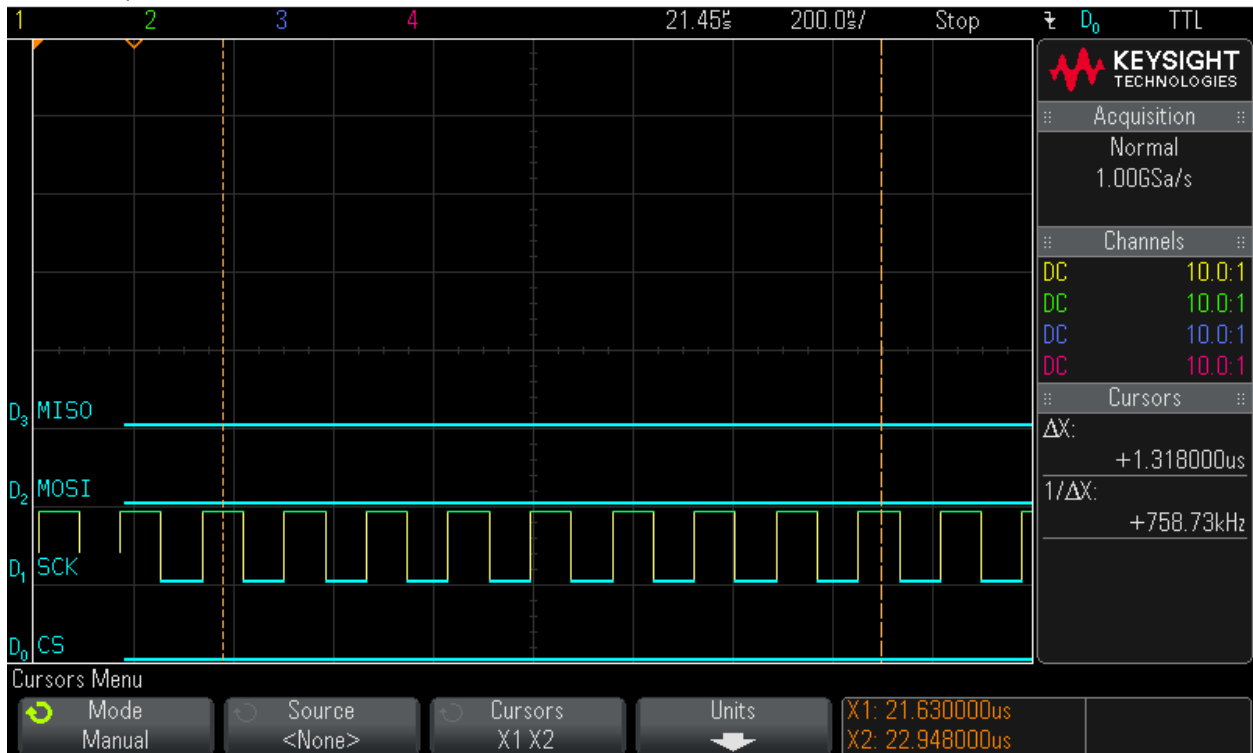 1 2 3 4 21.45µs 200.0ns/ Stop D0 TTL
KEYSIGHT
TECHNOLOGIES
Acquisition
Normal
1.00GSa/s
Channels
DC 10.0:1
DC 10.0:1
DC 10.0:1
DC 10.0:1
Cursors
ΔX:
+1.318000us
1/ΔX:
+758.73kHz
D3 MISO
D2 MOSI
D1 SCK
D0 CS
Cursors Menu
Mode
Manual
Source
<None>
Cursors
X1 X2
Units
X1: 21.630000us
X2: 22.948000us